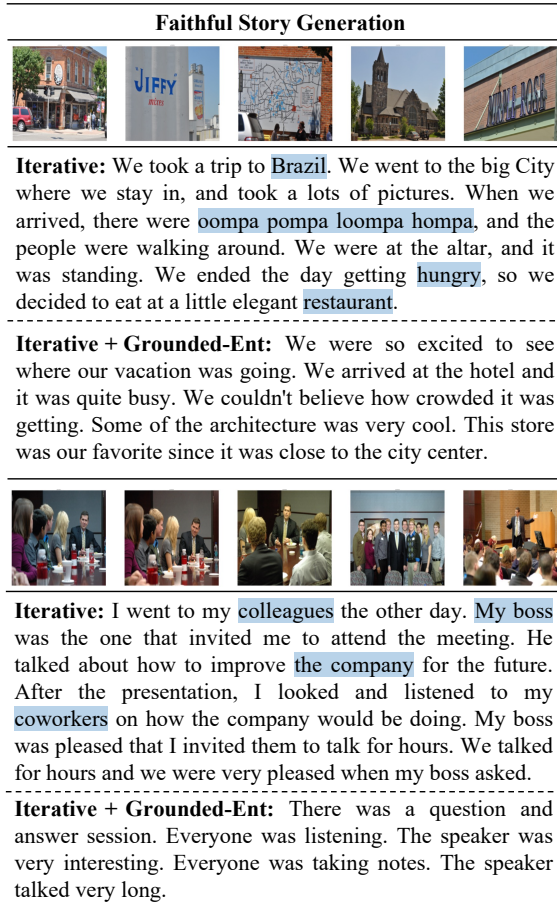 Faithful Story Generation
JIFFY
mixes
Iterative: We took a trip to Brazil. We went to the big City
where we stay in, and took a lots of pictures. When we
arrived, there were oompa pompa loompa hompa, and the
people were walking around. We were at the altar, and it
was standing. We ended the day getting hungry, so we
decided to eat at a little elegant restaurant.
Iterative + Grounded-Ent: We were so excited to see
where our vacation was going. We arrived at the hotel and
it was quite busy. We couldn't believe how crowded it was
getting. Some of the architecture was very cool. This store
was our favorite since it was close to the city center.
Iterative: I went to my colleagues the other day. My boss
was the one that invited me to attend the meeting. He
talked about how to improve the company for the future.
After the presentation, I looked and listened to my
coworkers on how the company would be doing. My boss
was pleased that I invited them to talk for hours. We talked
for hours and we were very pleased when my boss asked.
Iterative + Grounded-Ent: There was a question and
answer session. Everyone was listening. The speaker was
very interesting. Everyone was taking notes. The speaker
talked very long.